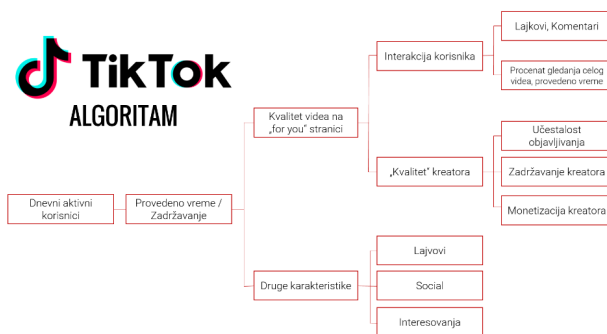 TikTok
ALGORITAM
Dnevni aktivni
korisnici
Provedeno vreme /
Zadržavanje
Kvalitet videa na
„for you” stranici
Druge karakteristike
Interakcija korisnika
„Kvalitet” kreatora
Lajkovi, Komentari
Procenat gledanja celog
videa, provedeno vreme
Učestalost
objavljivanja
Zadržavanje kreatora
Monetizacija kreatora
Lajvovi
Social
Interesovanja